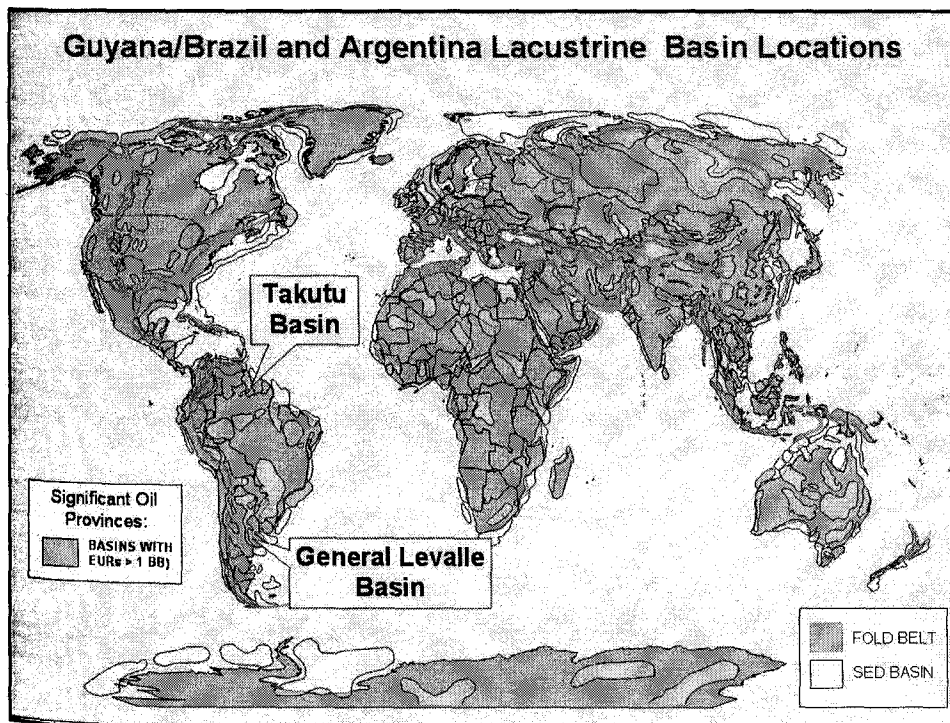 Guyana/Brazil and Argentina Lacustrine Basin Locations
Takutu
Basin
Significant Oil
Provinces:
BASINS WITH
EURs > 1 BB)
General Levalle
Basin
FOLD BELT
SED BASIN